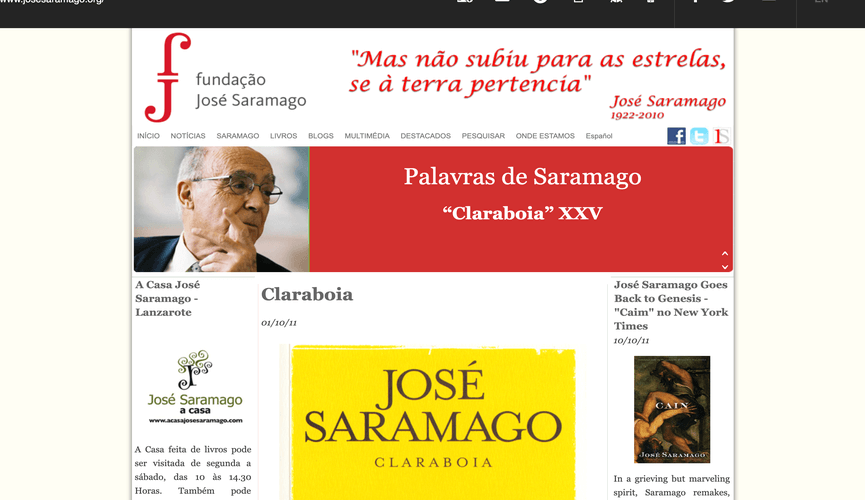 www.josesaramago.org/
EN
fundação
José Saramago
"Mas não subiu para as estrelas,
se à terra pertencia"
José Saramago
1922-2010
INÍCIO NOTÍCIAS SARAMAGO LIVROS BLOGS MULTIMÉDIA DESTACADOS PESQUISAR ONDE ESTAMOS Español
Palavras de Saramago
“Claraboia” XXV
A Casa José
Saramago -
Lanzarote
José Saramago
a casa
www.acasajosesaramago.com
A Casa feita de livros pode
ser visitada de segunda a
sábado, das 10 às 14.30
Horas. Também pode
Claraboia
01/10/11
JOSÉ
SARAMAGO
CLARABOIA
José Saramago Goes
Back to Genesis -
"Caim" no New York
Times
10/10/11
CAIN
JOSÉ SARAMAGO
In a grieving but marveling
spirit, Saramago remakes,